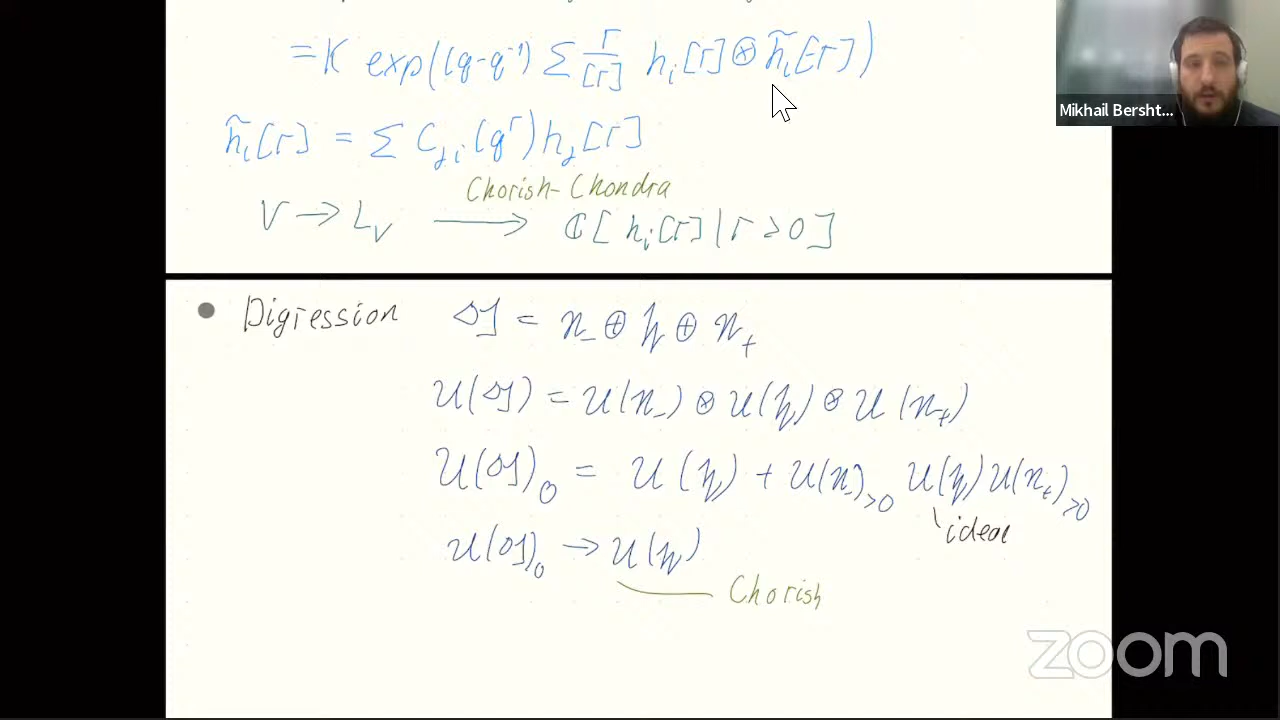 = K exp((q-q⁻¹) Σ r/[r] hᵢ[r] ⊗ h̃ᵢ[r])
Mikhail Bersht...
h̃ᵢ[r] = Σ Cⱼᵢ(qʳ) hⱼ[r]
Chorish-Chondra
V → L_V ⟶ ℂ[hᵢ[r] | r > 0]
Digression 𝔤 = 𝔫₋ ⊕ 𝔥 ⊕ 𝔫₊
U(𝔤) = U(𝔫₋) ⊗ U(𝔥) ⊗ U(𝔫₊)
U(𝔤)₀ = U(𝔥) + U(𝔫₋)_{>0} U(𝔥) U(𝔫₊)_{>0}
ideal
U(𝔤)₀ → U(𝔥)
Chorish
zoom